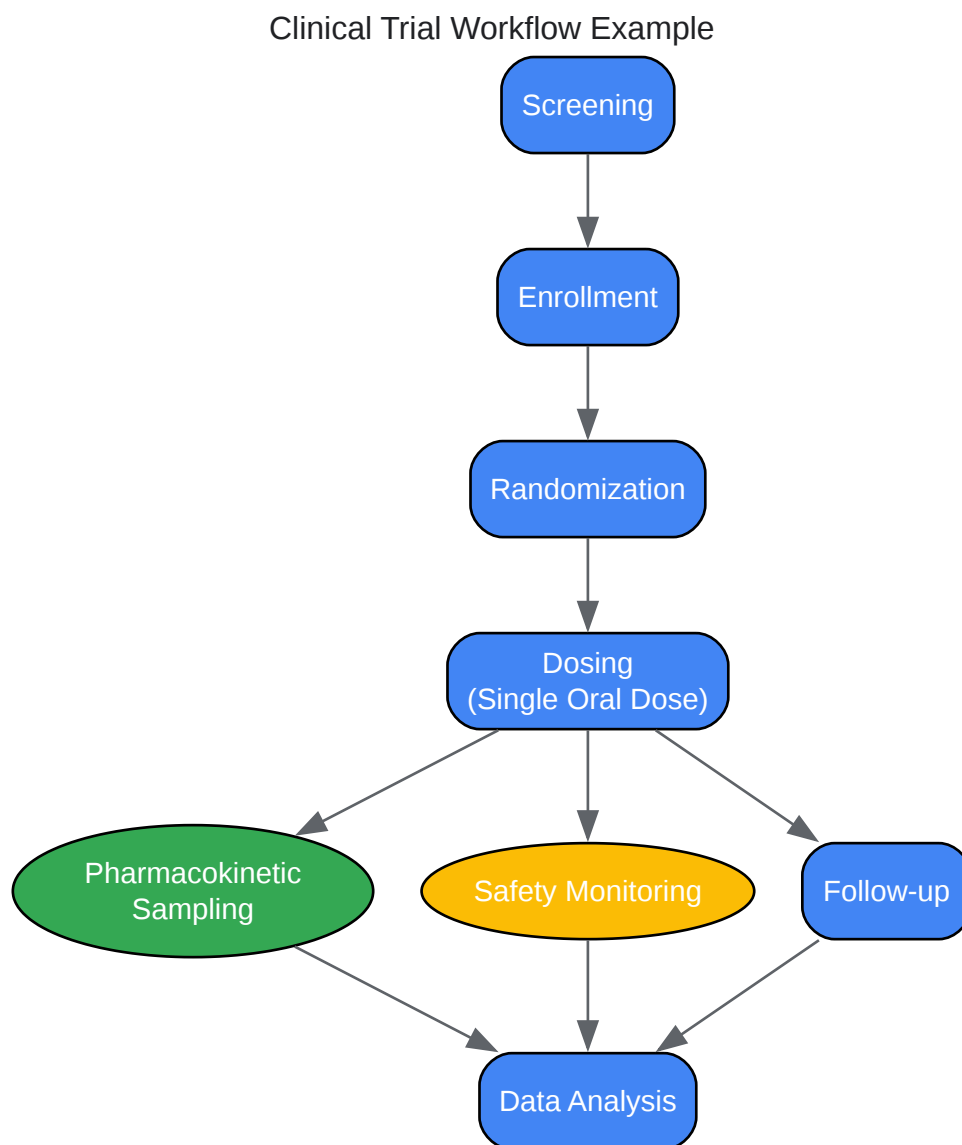 Clinical Trial Workflow Example
Screening
Enrollment
Randomization
Dosing
(Single Oral Dose)
Pharmacokinetic
Sampling
Safety Monitoring
Follow-up
Data Analysis